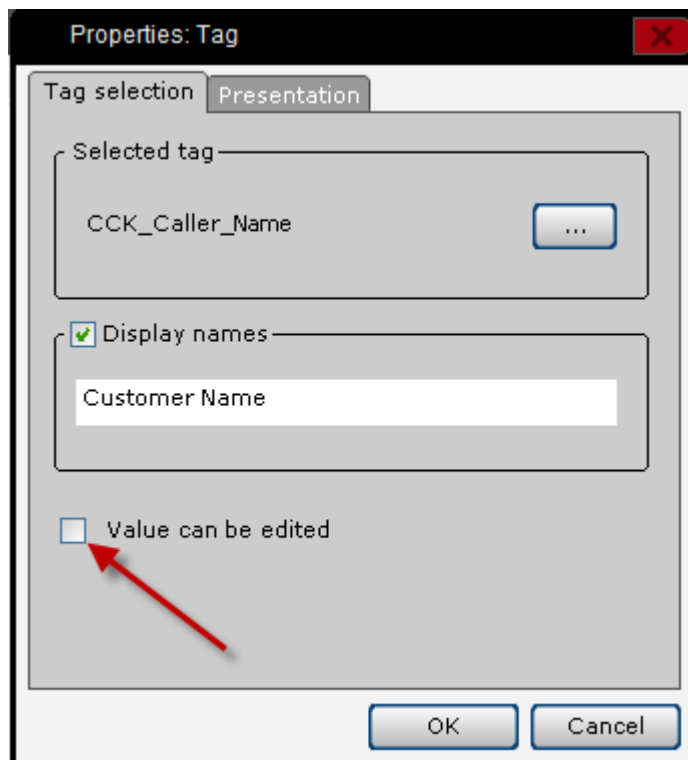 Properties: Tag
Tag selection
Presentation
Selected tag
CCK_Caller_Name
...
Display names
Customer Name
Value can be edited
OK
Cancel